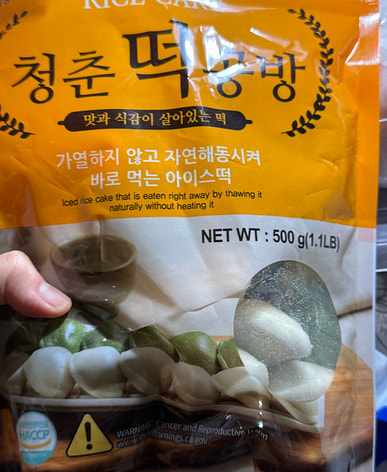 RICE CAKE
청춘 떡공방
맛과 식감이 살아있는 떡
가열하지 않고 자연해동시켜
바로 먹는 아이스떡
Iced rice cake that is eaten right away by thawing it
naturally without heating it
NET WT : 500 g(1.1LB)
HACCP
WARNING: Cancer and Reproductive Harm
www.p65warnings.ca.gov